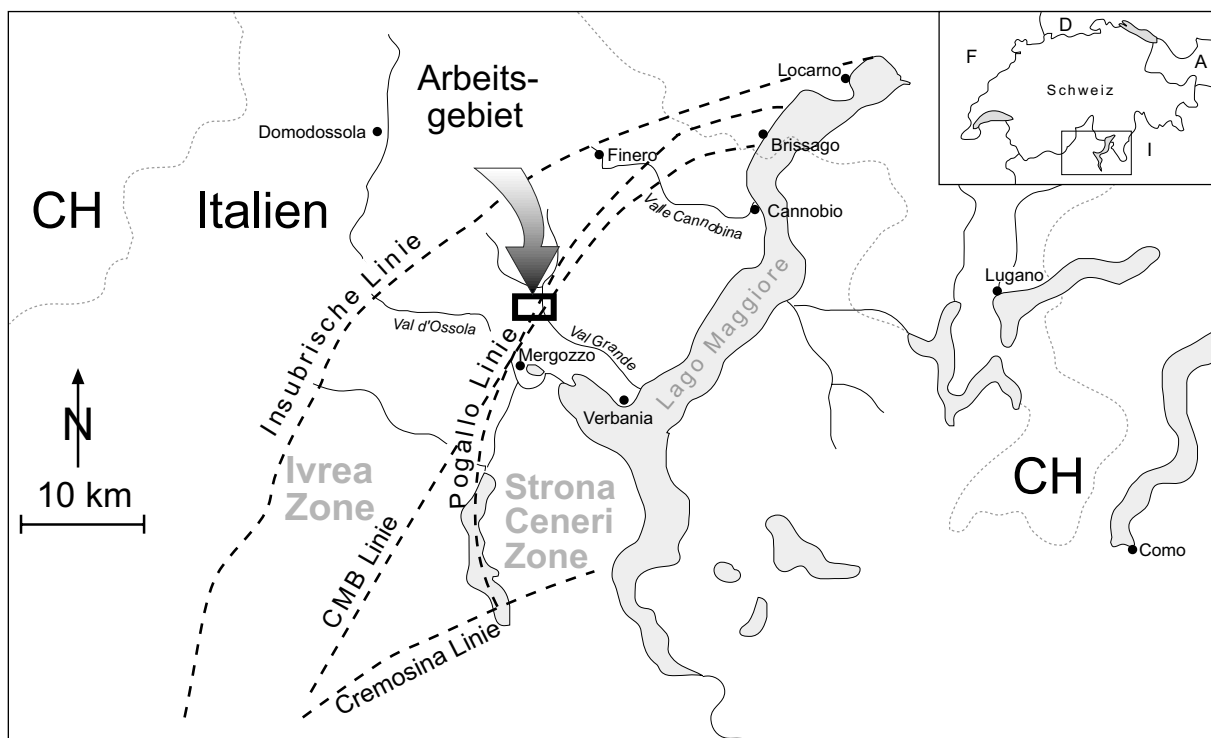 Arbeits-
gebiet
Locarno
Domodossola
Finero
Brissago
CH
Italien
Valle Cannobina
Cannobio
Insubrische Linie
Val d'Ossola
Val Grande
Lago Maggiore
Lugano
Pogallo Linie
Mergozzo
Verbania
N
10 km
Ivrea
Zone
Strona
Ceneri
Zone
CMB Linie
Cremosina Linie
CH
Como
D
F
A
Schweiz
I